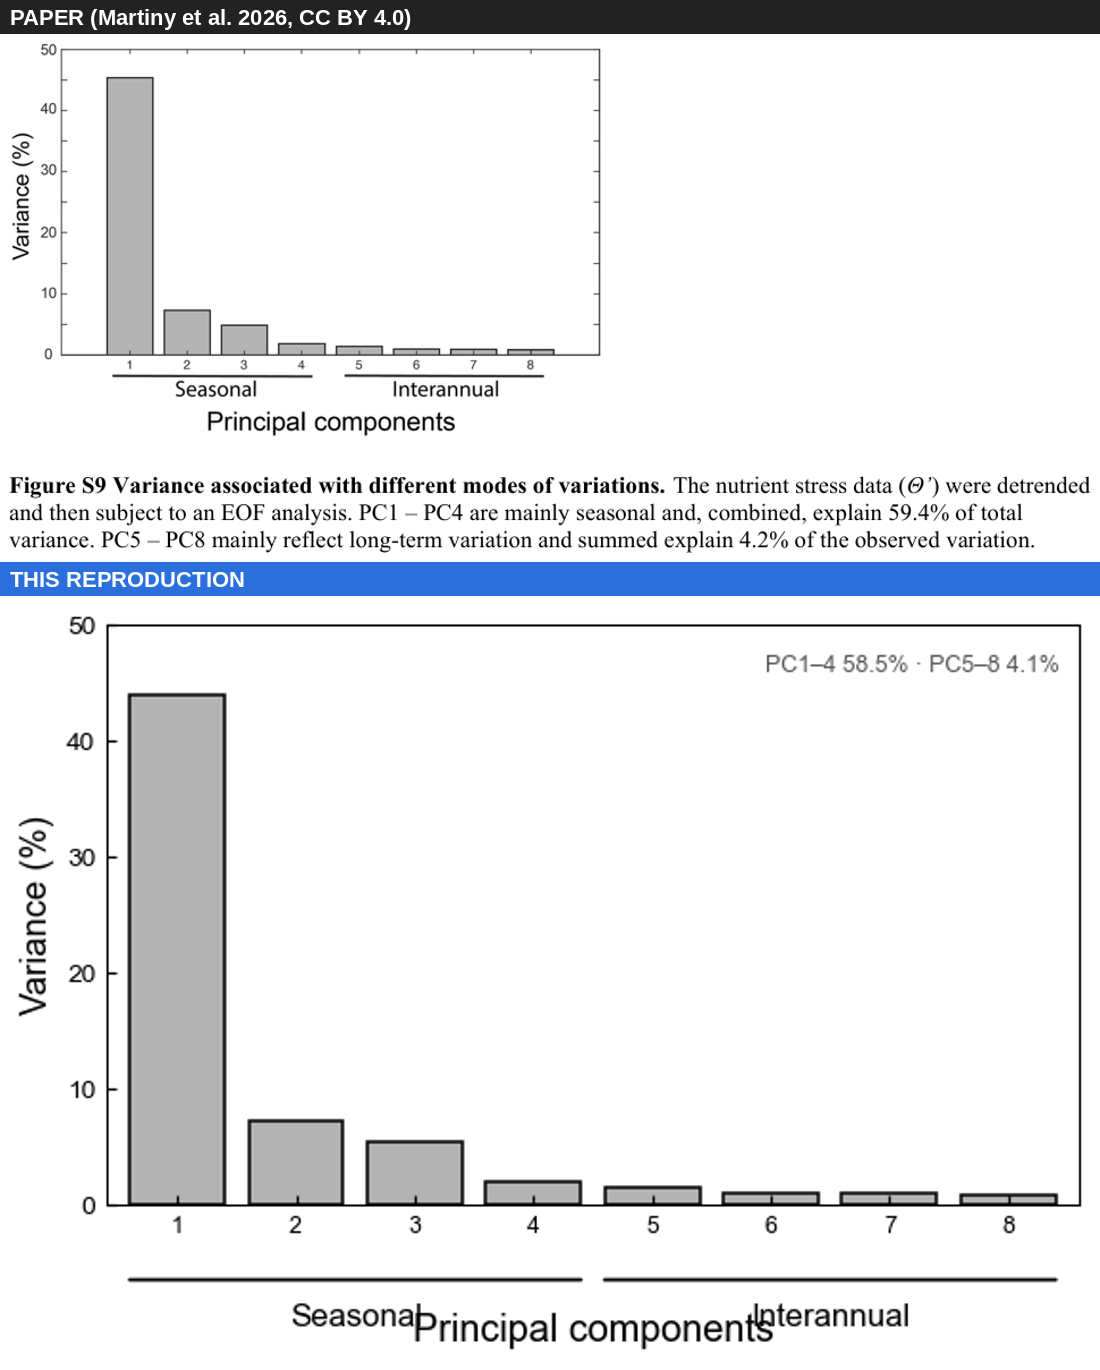 PAPER (Martiny et al. 2026, CC BY 4.0)
50
40
30
20
10
0
Variance (%)
1 2 3 4 5 6 7 8
Seasonal Interannual
Principal components
Figure S9 Variance associated with different modes of variations. The nutrient stress data (Θ’) were detrended
and then subject to an EOF analysis. PC1 – PC4 are mainly seasonal and, combined, explain 59.4% of total
variance. PC5 – PC8 mainly reflect long-term variation and summed explain 4.2% of the observed variation.
THIS REPRODUCTION
50
PC1–4 58.5% · PC5–8 4.1%
40
30
20
10
0
Variance (%)
1 2 3 4 5 6 7 8
Seasonal Interannual
Principal components